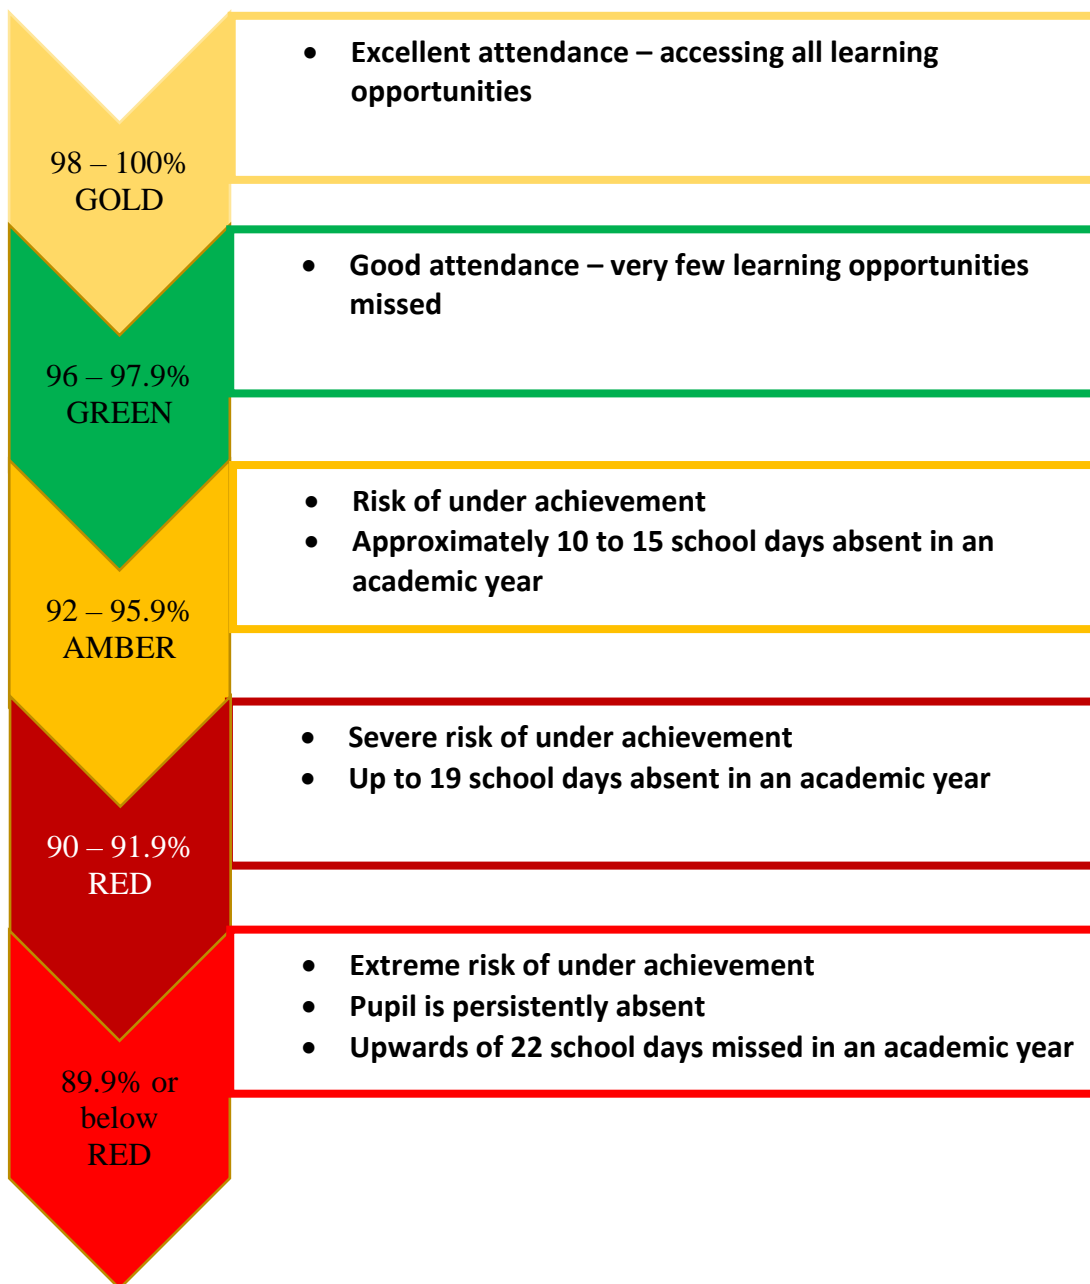 98 – 100%
GOLD
• Excellent attendance – accessing all learning
opportunities
96 – 97.9%
GREEN
• Good attendance – very few learning opportunities
missed
92 – 95.9%
AMBER
• Risk of under achievement
• Approximately 10 to 15 school days absent in an
academic year
90 – 91.9%
RED
• Severe risk of under achievement
• Up to 19 school days absent in an academic year
89.9% or
below
RED
• Extreme risk of under achievement
• Pupil is persistently absent
• Upwards of 22 school days missed in an academic year